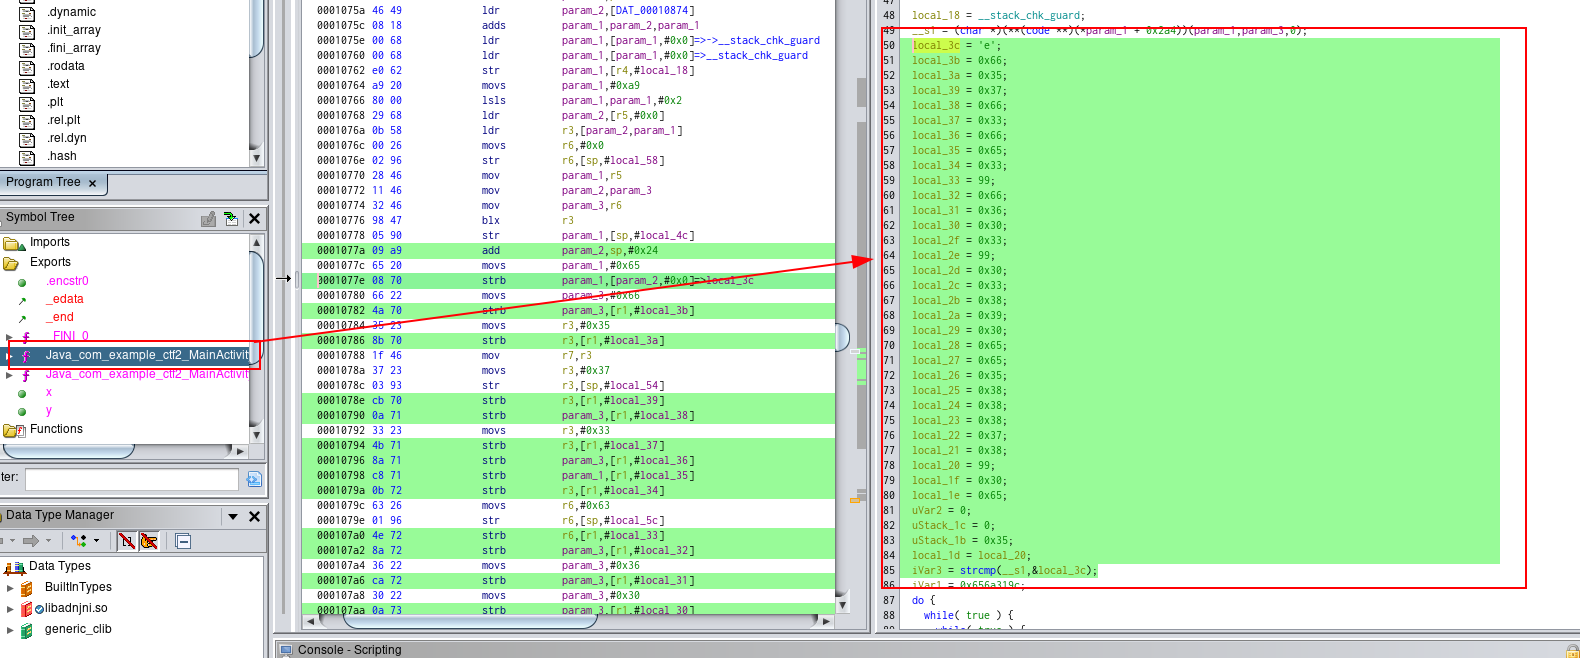 .dynamic
.init_array
.fini_array
.rodata
.text
.plt
.rel.plt
.rel.dyn
.hash
Program Tree ×
Symbol Tree
Imports
Exports
.encstr0
_edata
_end
_FINI_0
Java_com_example_ctf2_MainActivit
Java_com_example_ctf2_MainActivit
x
y
Functions
ter:
Data Type Manager
Data Types
BuiltInTypes
libadnjni.so
generic_clib
0001075a 46 49 ldr param_2,[DAT_00010874]
0001075c 08 18 adds param_1,param_2,param_1
0001075e 00 68 ldr param_1,[param_1,#0x0]=>->__stack_chk_guard
00010760 00 68 ldr param_1,[param_1,#0x0]=>__stack_chk_guard
00010762 e0 62 str param_1,[r4,#local_18]
00010764 a9 20 movs param_1,#0xa9
00010766 80 00 lsls param_1,param_1,#0x2
00010768 29 68 ldr param_2,[r5,#0x0]
0001076a 0b 58 ldr r3,[param_2,param_1]
0001076c 00 26 movs r6,#0x0
0001076e 02 96 str r6,[sp,#local_58]
00010770 28 46 mov param_1,r5
00010772 11 46 mov param_2,param_3
00010774 32 46 mov param_3,r6
00010776 98 47 blx r3
00010778 05 90 str param_1,[sp,#local_4c]
0001077a 09 a9 add param_2,sp,#0x24
0001077c 65 20 movs param_1,#0x65
0001077e 08 70 strb param_1,[param_2,#0x0]=>local_3c
00010780 66 22 movs param_3,#0x66
00010782 4a 70 strb param_3,[r1,#local_3b]
00010784 35 23 movs r3,#0x35
00010786 8b 70 strb r3,[r1,#local_3a]
00010788 1f 46 mov r7,r3
0001078a 37 23 movs r3,#0x37
0001078c 03 93 str r3,[sp,#local_54]
0001078e cb 70 strb r3,[r1,#local_39]
00010790 0a 71 strb param_3,[r1,#local_38]
00010792 33 23 movs r3,#0x33
00010794 4b 71 strb r3,[r1,#local_37]
00010796 8a 71 strb param_3,[r1,#local_36]
00010798 c8 71 strb param_1,[r1,#local_35]
0001079a 0b 72 strb r3,[r1,#local_34]
0001079c 63 26 movs r6,#0x63
0001079e 01 96 str r6,[sp,#local_5c]
000107a0 4e 72 strb r6,[r1,#local_33]
000107a2 8a 72 strb param_3,[r1,#local_32]
000107a4 36 22 movs param_3,#0x36
000107a6 ca 72 strb param_3,[r1,#local_31]
000107a8 30 22 movs param_3,#0x30
000107aa 0a 73 strb param_3,[r1,#local_30]
47
48 local_18 = __stack_chk_guard;
49 __s1 = (char *)(**(code **)(*param_1 + 0x2a4))(param_1,param_3,0);
50 local_3c = 'e';
51 local_3b = 0x66;
52 local_3a = 0x35;
53 local_39 = 0x37;
54 local_38 = 0x66;
55 local_37 = 0x33;
56 local_36 = 0x66;
57 local_35 = 0x65;
58 local_34 = 0x33;
59 local_33 = 99;
60 local_32 = 0x66;
61 local_31 = 0x36;
62 local_30 = 0x30;
63 local_2f = 0x33;
64 local_2e = 99;
65 local_2d = 0x30;
66 local_2c = 0x33;
67 local_2b = 0x38;
68 local_2a = 0x39;
69 local_29 = 0x30;
70 local_28 = 0x65;
71 local_27 = 0x65;
72 local_26 = 0x35;
73 local_25 = 0x38;
74 local_24 = 0x38;
75 local_23 = 0x38;
76 local_22 = 0x37;
77 local_21 = 0x38;
78 local_20 = 99;
79 local_1f = 0x30;
80 local_1e = 0x65;
81 uVar2 = 0;
82 uStack_1c = 0;
83 uStack_1b = 0x35;
84 local_1d = local_20;
85 iVar3 = strcmp(__s1,&local_3c);
86 iVar1 = 0x656a319c;
87 do {
88 while( true ) {
Console - Scripting